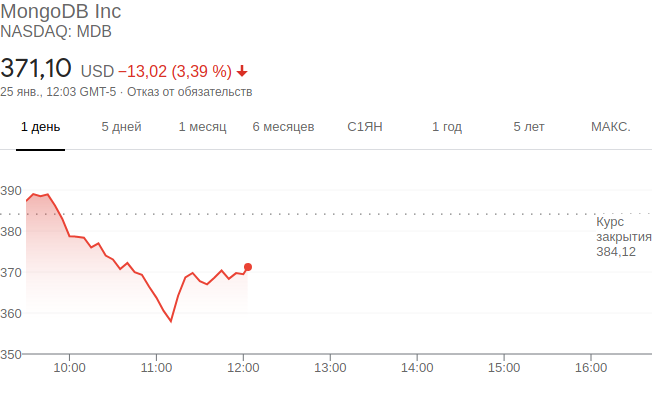 MongoDB Inc
NASDAQ: MDB
371,10 USD −13,02 (3,39 %)
25 янв., 12:03 GMT-5 · Отказ от обязательств
1 день 5 дней 1 месяц 6 месяцев С1ЯН 1 год 5 лет МАКС.
390
380
370
360
350
Курс
закрытия
384,12
10:00 11:00 12:00 13:00 14:00 15:00 16:00